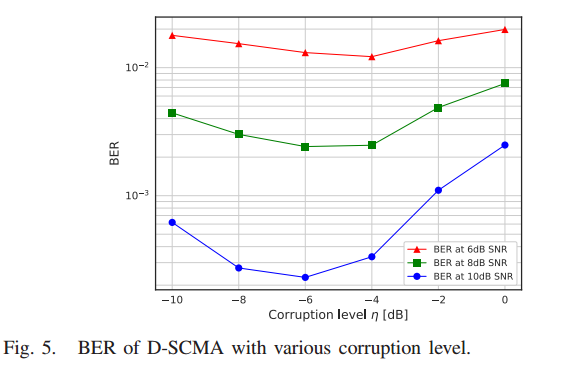 10⁻²
10⁻³
BER
−10 −8 −6 −4 −2 0
Corruption level η [dB]
BER at 6dB SNR
BER at 8dB SNR
BER at 10dB SNR
Fig. 5. BER of D-SCMA with various corruption level.